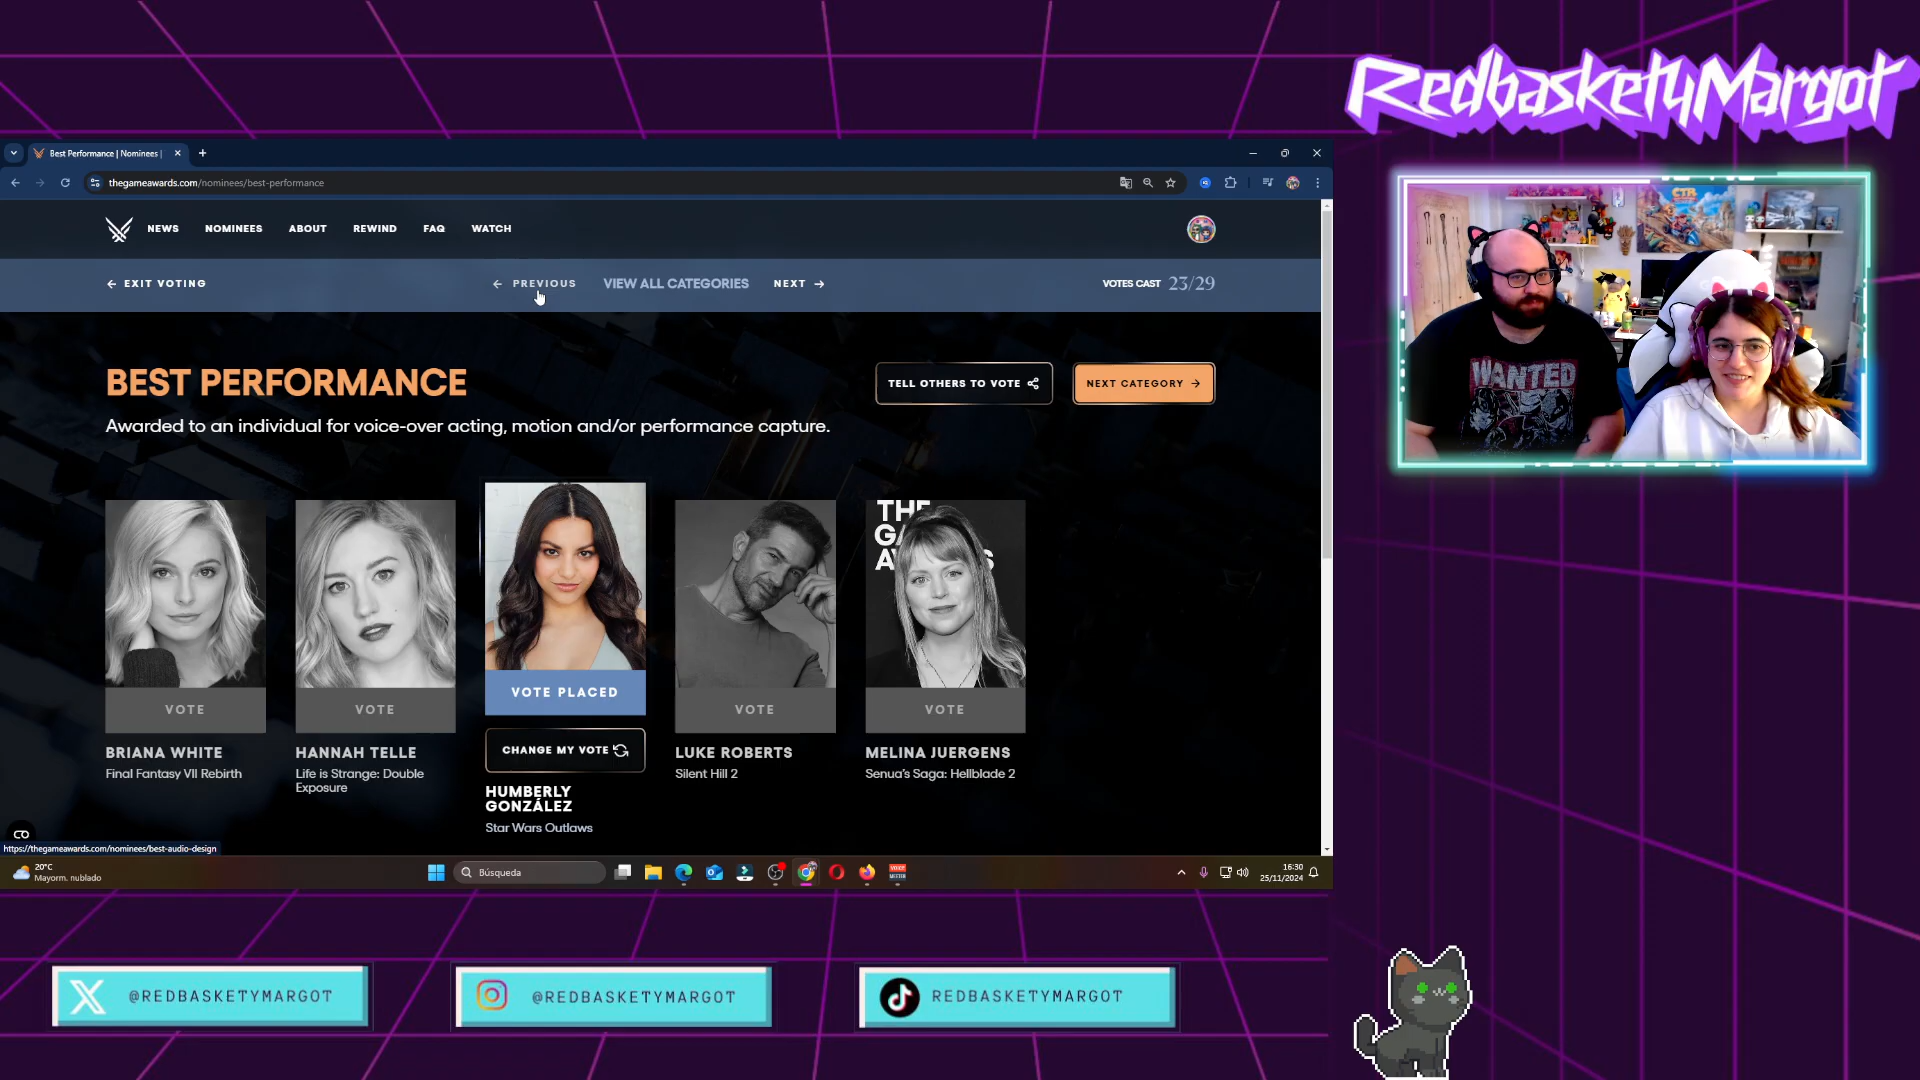 RedbasketyMargot
Best Performance | Nominees |
thegameawards.com/nominees/best-performance
NEWS NOMINEES ABOUT REWIND FAQ WATCH
EXIT VOTING
PREVIOUS VIEW ALL CATEGORIES NEXT
VOTES CAST 23/29
BEST PERFORMANCE
TELL OTHERS TO VOTE
NEXT CATEGORY
Awarded to an individual for voice-over acting, motion and/or performance capture.
THE
VOTE
BRIANA WHITE
Final Fantasy VII Rebirth
VOTE
HANNAH TELLE
Life is Strange: Double
Exposure
VOTE PLACED
CHANGE MY VOTE
HUMBERLY
GONZÁLEZ
Star Wars Outlaws
VOTE
LUKE ROBERTS
Silent Hill 2
VOTE
MELINA JUERGENS
Senua's Saga: Hellblade 2
https://thegameawards.com/nominees/best-audio-design
20°C
Mayorm. nublado
Búsqueda
16:30
25/11/2024
CTR
WANTED
@REDBASKETYMARGOT
@REDBASKETYMARGOT
REDBASKETYMARGOT